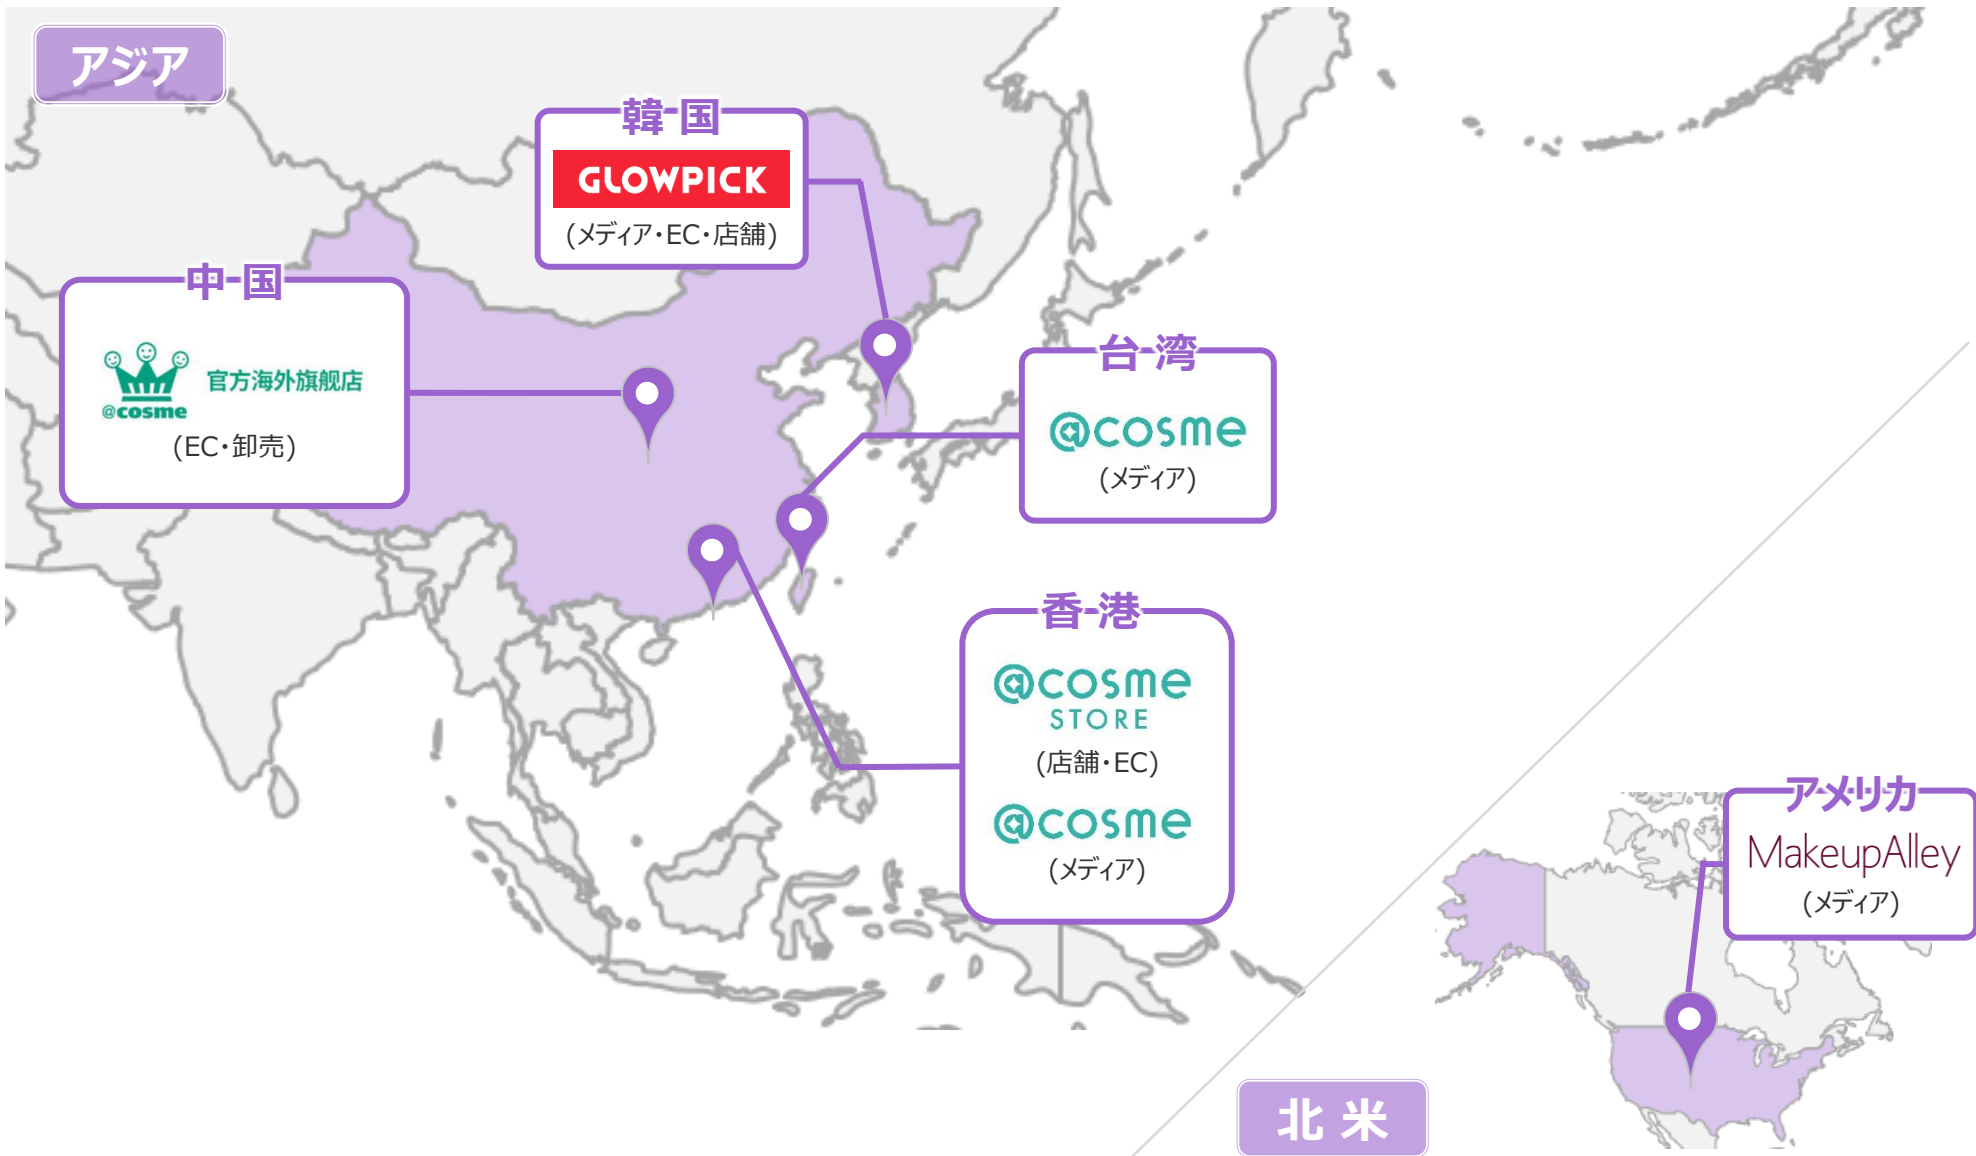 アジア
韓国
GLOWPICK
(メディア・EC・店舗)
中国
@cosme
官方海外旗舰店
(EC・卸売)
台湾
@cosme
(メディア)
香港
@cosme
STORE
(店舗・EC)
@cosme
(メディア)
アメリカ
MakeupAlley
(メディア)
北米